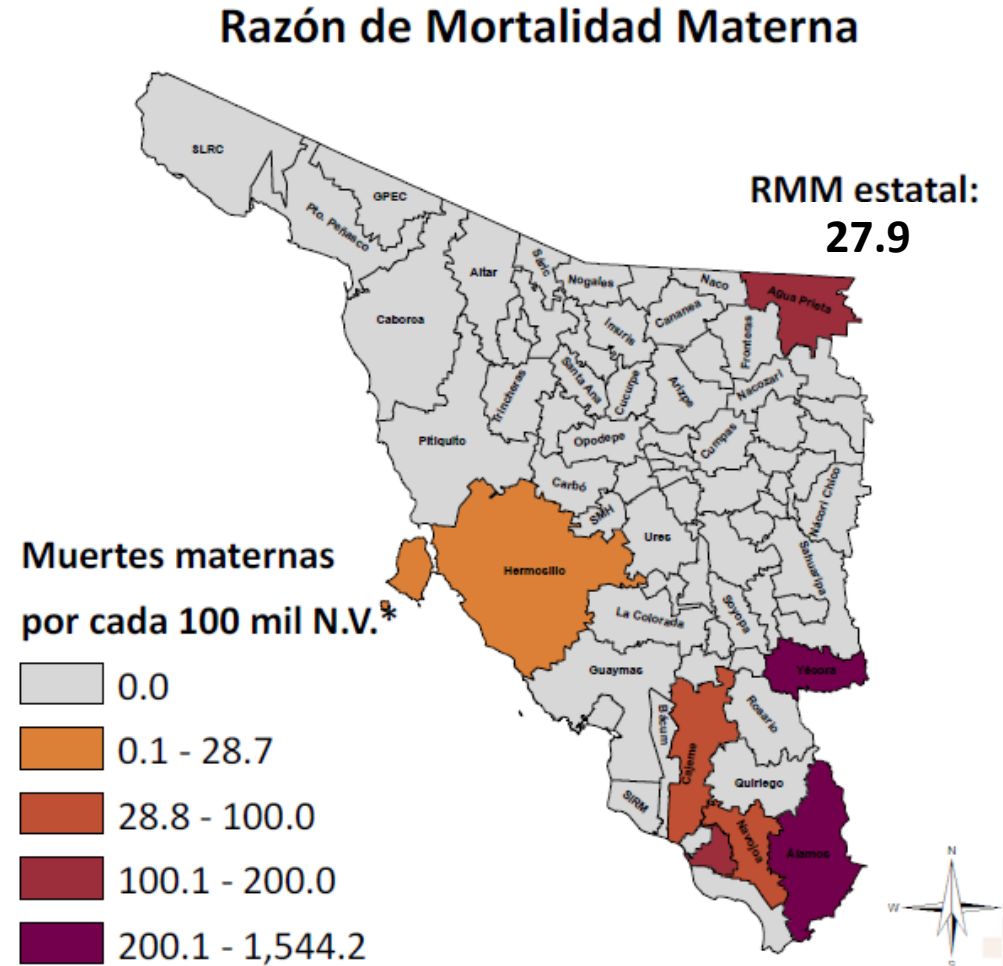 Razón de Mortalidad Materna
RMM estatal:
27.9
SLRC
GPEC
Pto. Peñasco
Altar
Sáric
Nogales
Naco
Agua Prieta
Caborca
Imuris
Cananea
Fronteras
Trincheras
Santa Ana
Cucurpe
Arizpe
Nacozari
Pitiquito
Opodepe
Cumpas
Carbó
SMH
Nácori Chico
Ures
Sahuaripa
Hermosillo
La Colorada
Soyopa
Guaymas
Yécora
Bácum
Rosario
Cajeme
Quiriego
SIRM
Navojoa
Álamos
Muertes maternas
por cada 100 mil N.V.*
0.0
0.1 - 28.7
28.8 - 100.0
100.1 - 200.0
200.1 - 1,544.2
N
W
S